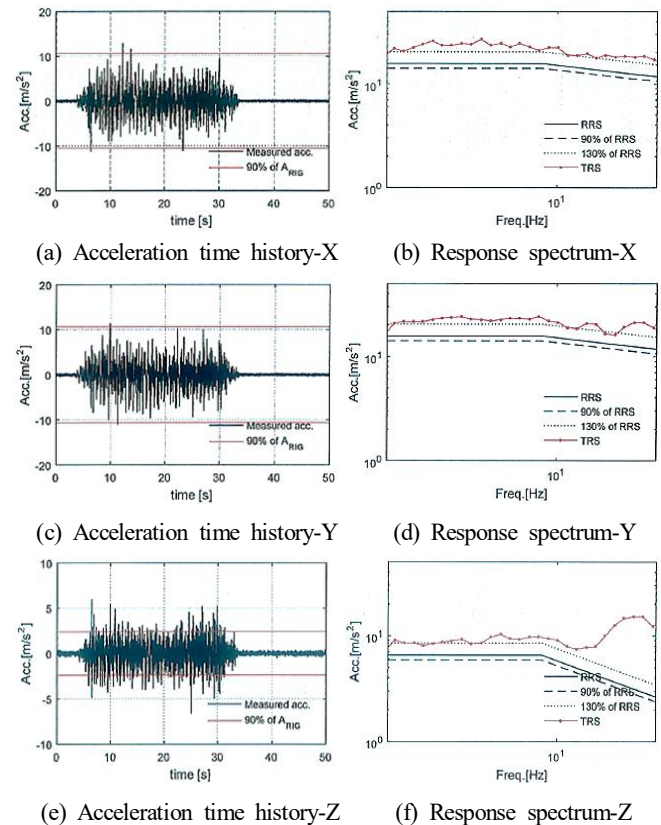 20
10
0
-10
-20
Acc.[m/s²]
Measured acc.
90% of A_RIG
0 10 20 30 40 50
time [s]
10¹
10⁰
Acc.[m/s²]
RRS
90% of RRS
130% of RRS
TRS
10¹
Freq.[Hz]
(a) Acceleration time history-X
(b) Response spectrum-X
20
10
0
-10
-20
Acc.[m/s²]
Measured acc.
90% of A_RIG
0 10 20 30 40 50
time [s]
10¹
10⁰
Acc.[m/s²]
RRS
90% of RRS
130% of RRS
TRS
10¹
Freq.[Hz]
(c) Acceleration time history-Y
(d) Response spectrum-Y
10
5
0
-5
-10
Acc.[m/s²]
Measured acc.
90% of A_RIG
0 10 20 30 40 50
time [s]
10¹
10⁰
Acc.[m/s²]
RRS
90% of RRS
130% of RRS
TRS
10¹
Freq.[Hz]
(e) Acceleration time history-Z
(f) Response spectrum-Z